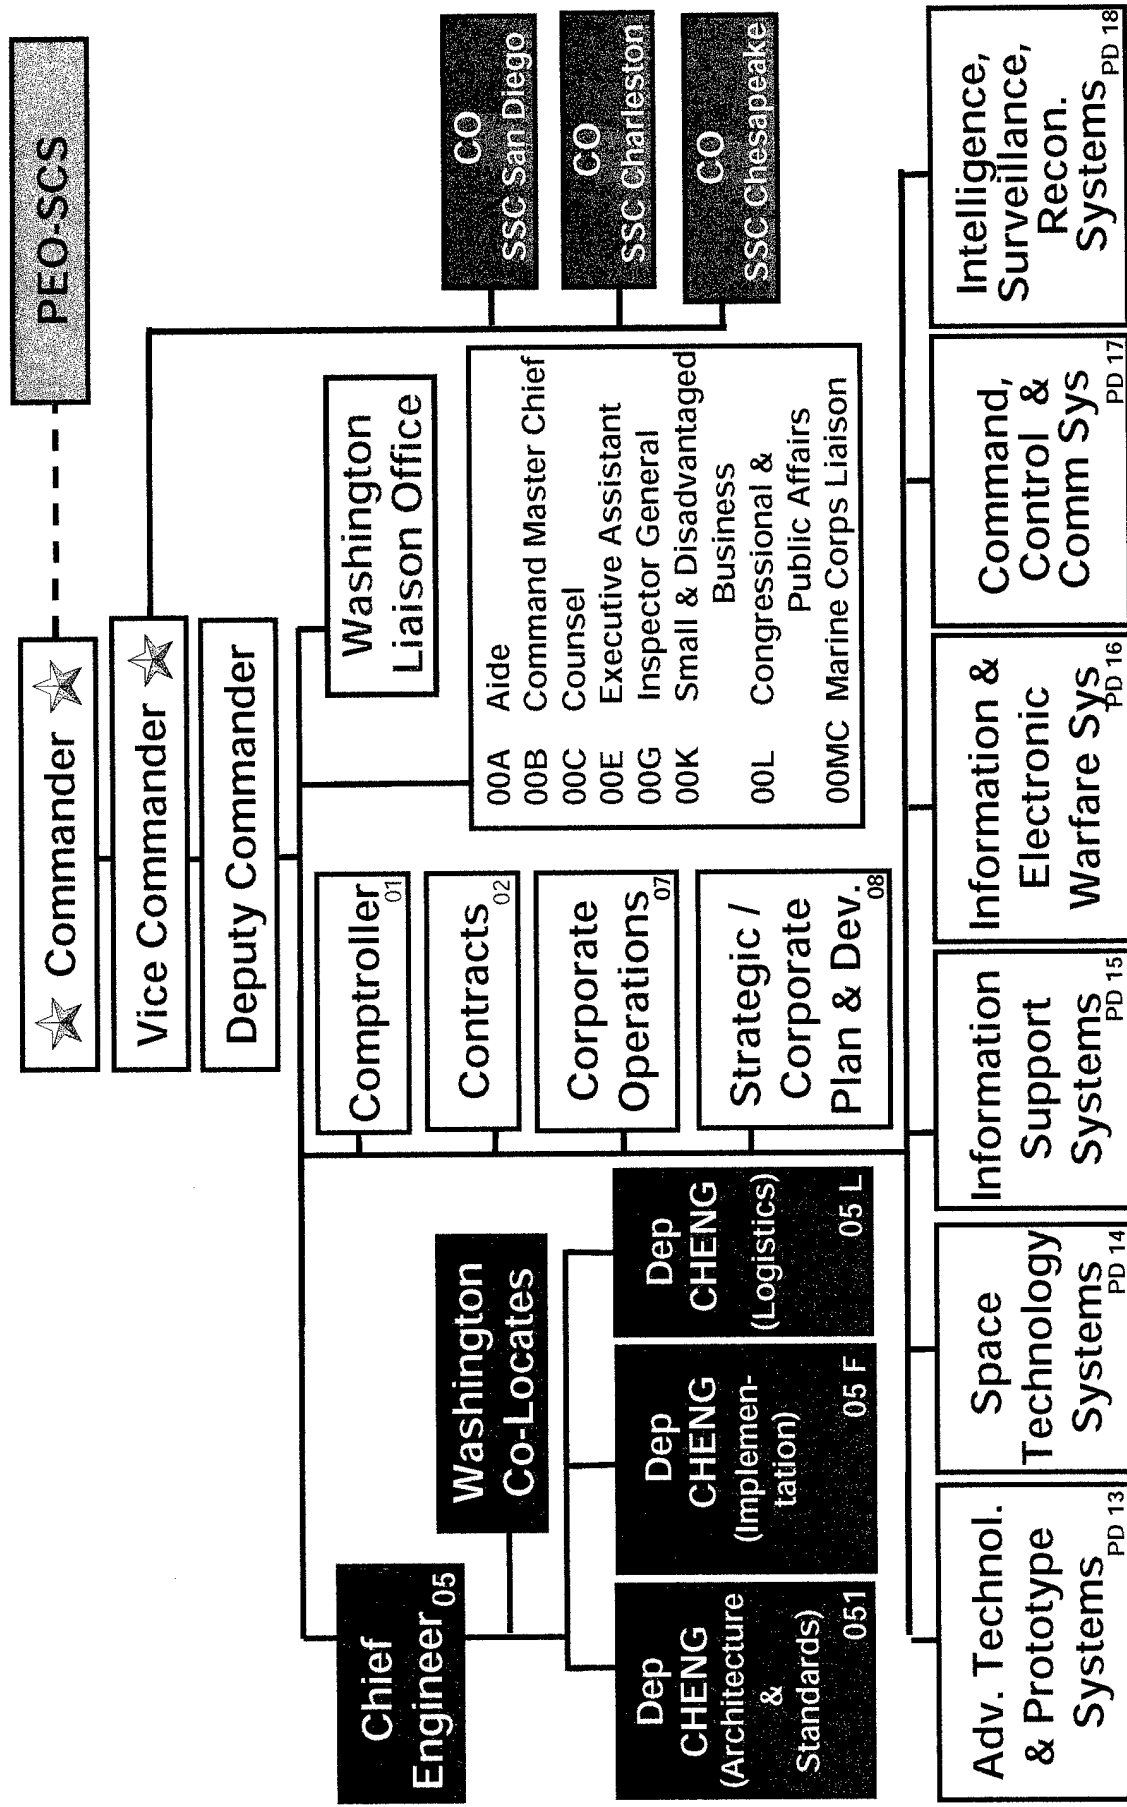 PEO-SCS
Commander
Vice Commander
Deputy Commander
Washington
Liaison Office
CO
SSC San Diego
CO
SSC Charleston
CO
SSC Chesapeake
00A Aide
00B Command Master Chief
00C Counsel
00E Executive Assistant
00G Inspector General
00K Small & Disadvantaged
Business
00L Congressional &
Public Affairs
00MC Marine Corps Liaison
Comptroller
01
Contracts
02
Corporate
Operations
07
Strategic /
Corporate
Plan & Dev.
08
Chief
Engineer
05
Washington
Co-Locates
Dep
CHENG
(Architecture
&
Standards)
051
Dep
CHENG
(Implemen-
tation)
05 F
Dep
CHENG
(Logistics)
05 L
Adv. Technol.
& Prototype
Systems
PD 13
Space
Technology
Systems
PD 14
Information
Support
Systems
PD 15
Information &
Electronic
Warfare Sys
PD 16
Command,
Control &
Comm Sys
PD 17
Intelligence,
Surveillance,
Recon.
Systems
PD 18